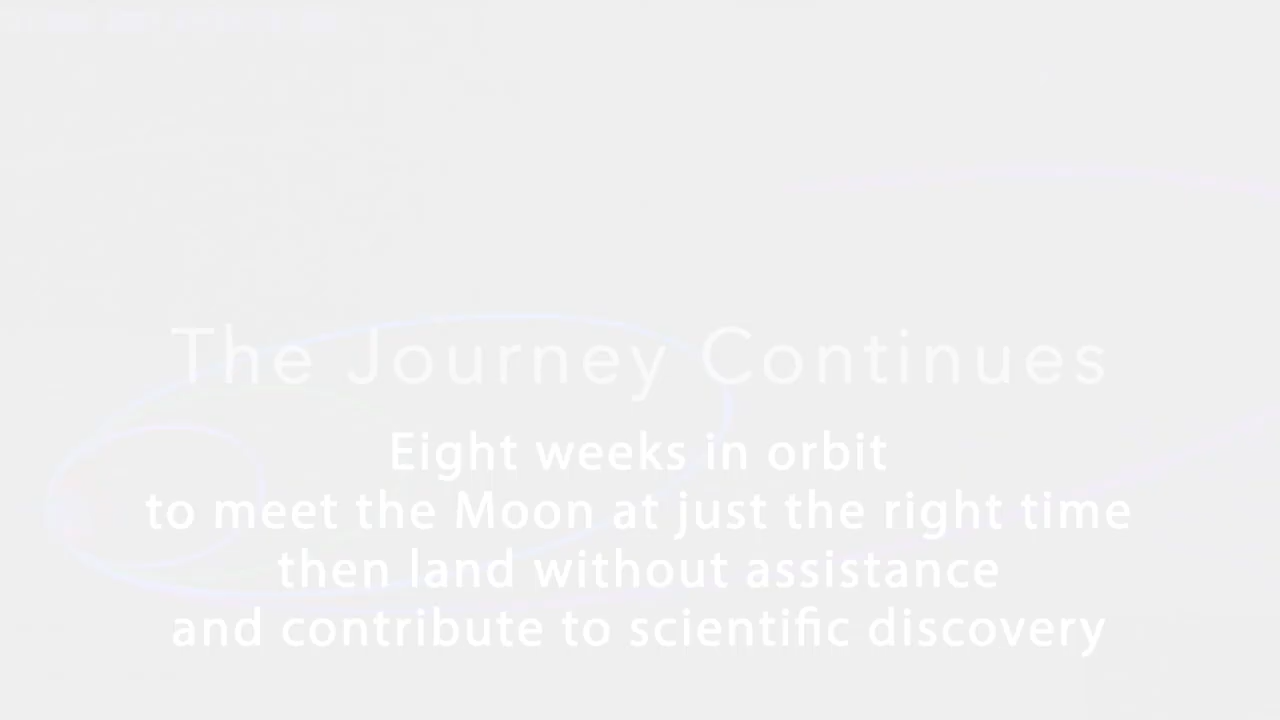 The Journey Continues
Eight weeks in orbit
to meet the Moon at just the right time
then land without assistance
and contribute to scientific discovery